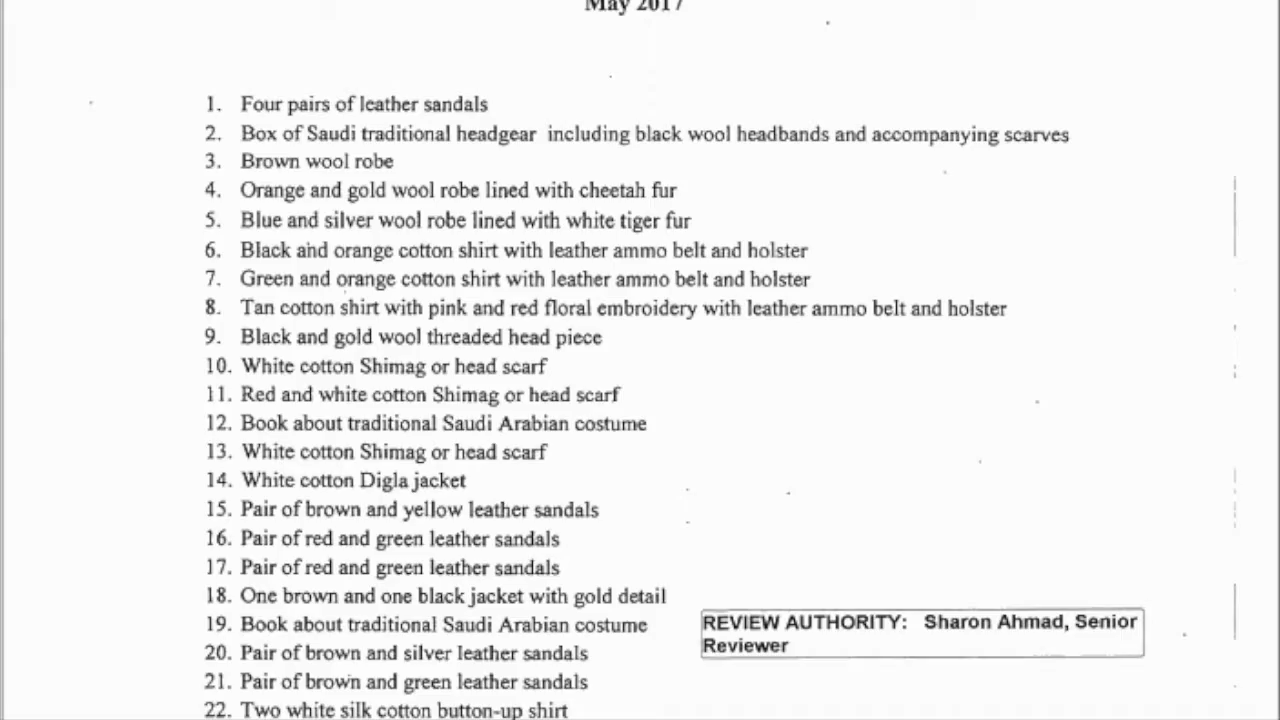 May 2017
1. Four pairs of leather sandals
2. Box of Saudi traditional headgear including black wool headbands and accompanying scarves
3. Brown wool robe
4. Orange and gold wool robe lined with cheetah fur
5. Blue and silver wool robe lined with white tiger fur
6. Black and orange cotton shirt with leather ammo belt and holster
7. Green and orange cotton shirt with leather ammo belt and holster
8. Tan cotton shirt with pink and red floral embroidery with leather ammo belt and holster
9. Black and gold wool threaded head piece
10. White cotton Shimag or head scarf
11. Red and white cotton Shimag or head scarf
12. Book about traditional Saudi Arabian costume
13. White cotton Shimag or head scarf
14. White cotton Digla jacket
15. Pair of brown and yellow leather sandals
16. Pair of red and green leather sandals
17. Pair of red and green leather sandals
18. One brown and one black jacket with gold detail
19. Book about traditional Saudi Arabian costume
20. Pair of brown and silver leather sandals
21. Pair of brown and green leather sandals
22. Two white silk cotton button-up shirt
REVIEW AUTHORITY: Sharon Ahmad, Senior
Reviewer